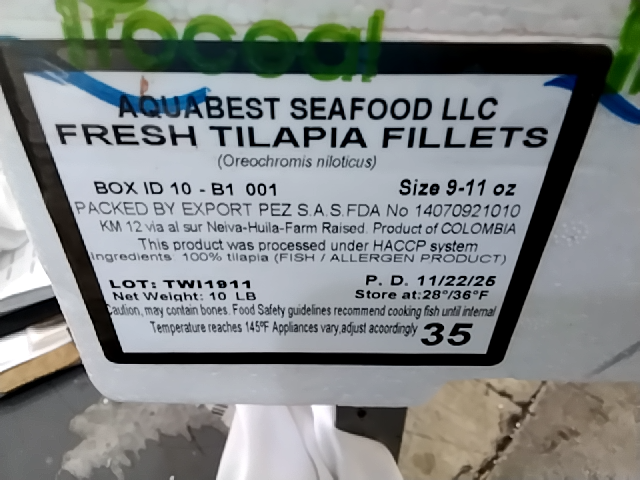 procoal
AQUABEST SEAFOOD LLC
FRESH TILAPIA FILLETS
(Oreochromis niloticus)
BOX ID 10 - B1 001 Size 9-11 oz
PACKED BY EXPORT PEZ S.A.S.FDA No 14070921010
KM 12 via al sur Neiva-Huila-Farm Raised. Product of COLOMBIA
This product was processed under HACCP system
Ingredients 100% tilapia (FISH / ALLERGEN PRODUCT)
LOT: TWI1911 P. D. 11/22/25
Net Weight: 10 LB Store at:28°/36°F
Caution, may contain bones. Food Safety guidelines recommend cooking fish until internal
Temperature reaches 145ºF Appliances vary,adjust acoordingly 35